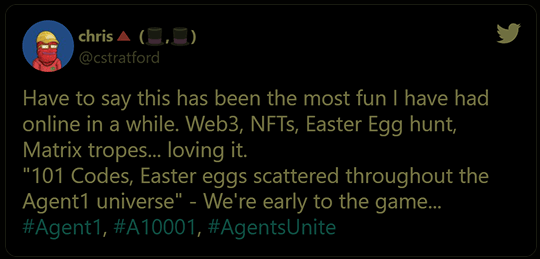 chris🔺 (🎩,🎩)
@cstratford
Have to say this has been the most fun I have had
online in a while. Web3, NFTs, Easter Egg hunt,
Matrix tropes... loving it.
"101 Codes, Easter eggs scattered throughout the
Agent1 universe" - We're early to the game...
#Agent1, #A10001, #AgentsUnite